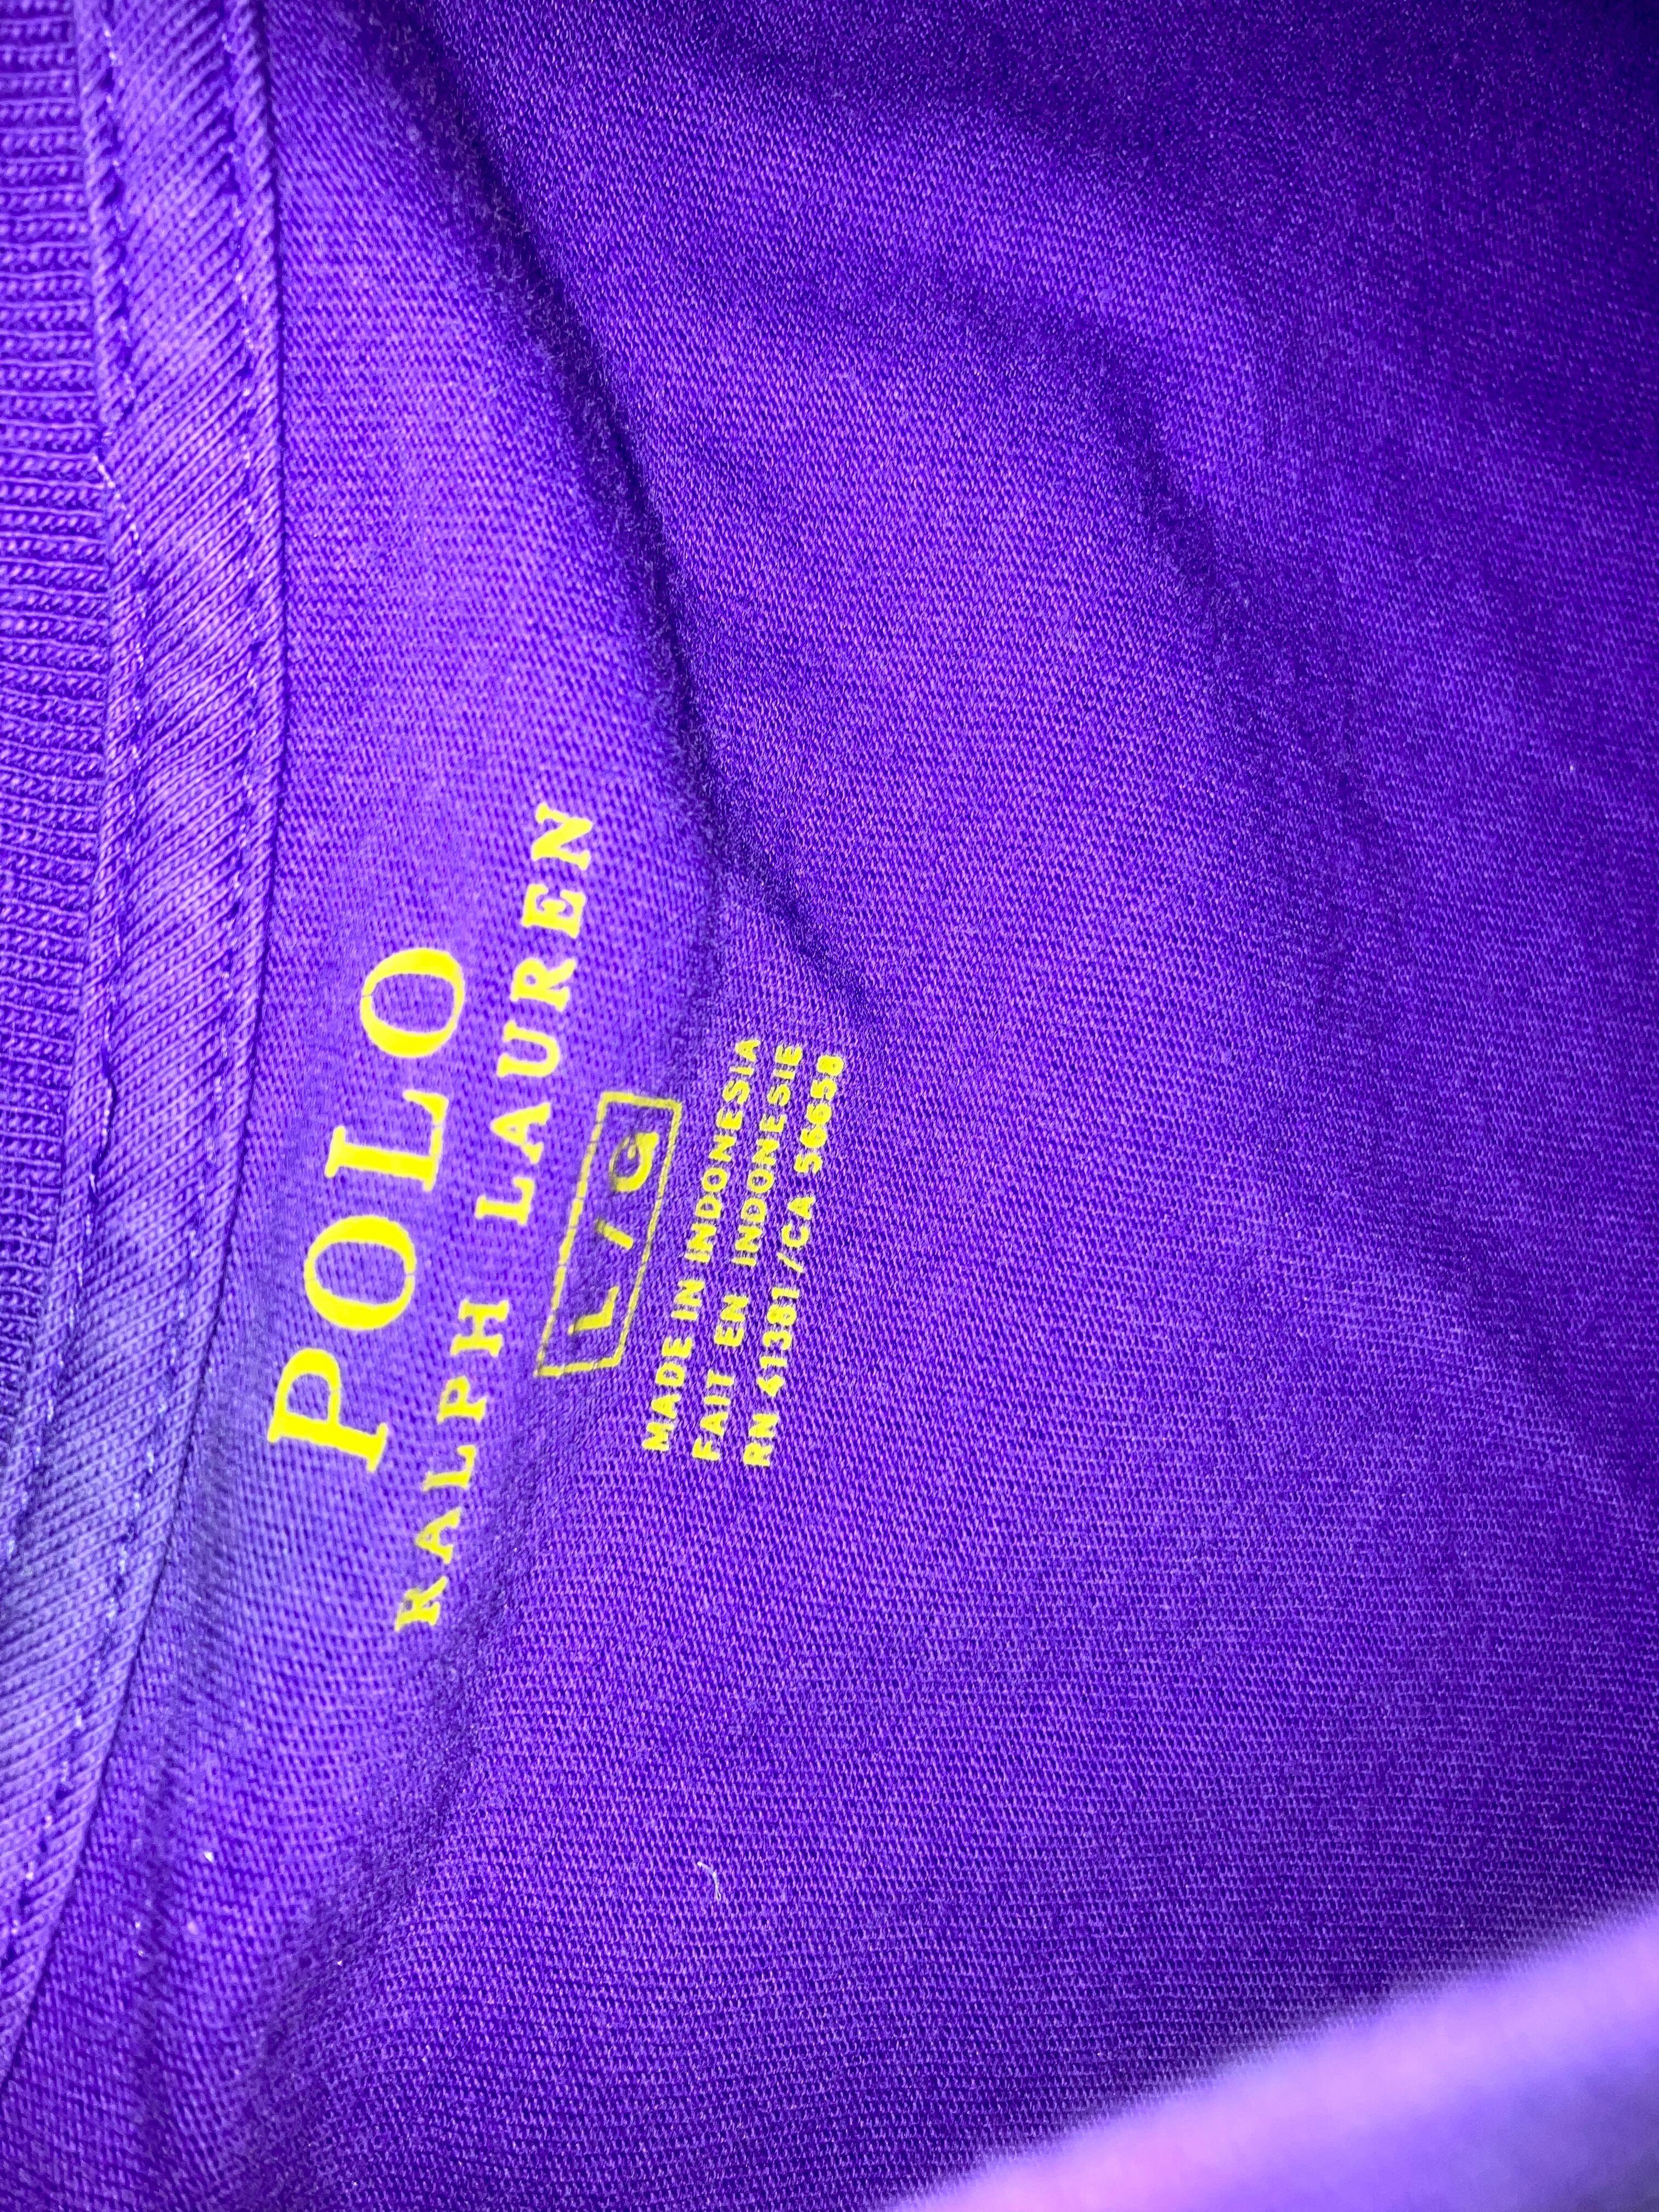 POLO
RALPH LAUREN
L/G
MADE IN INDONESIA
FAIT EN INDONESIE
RN 41381/CA 56658